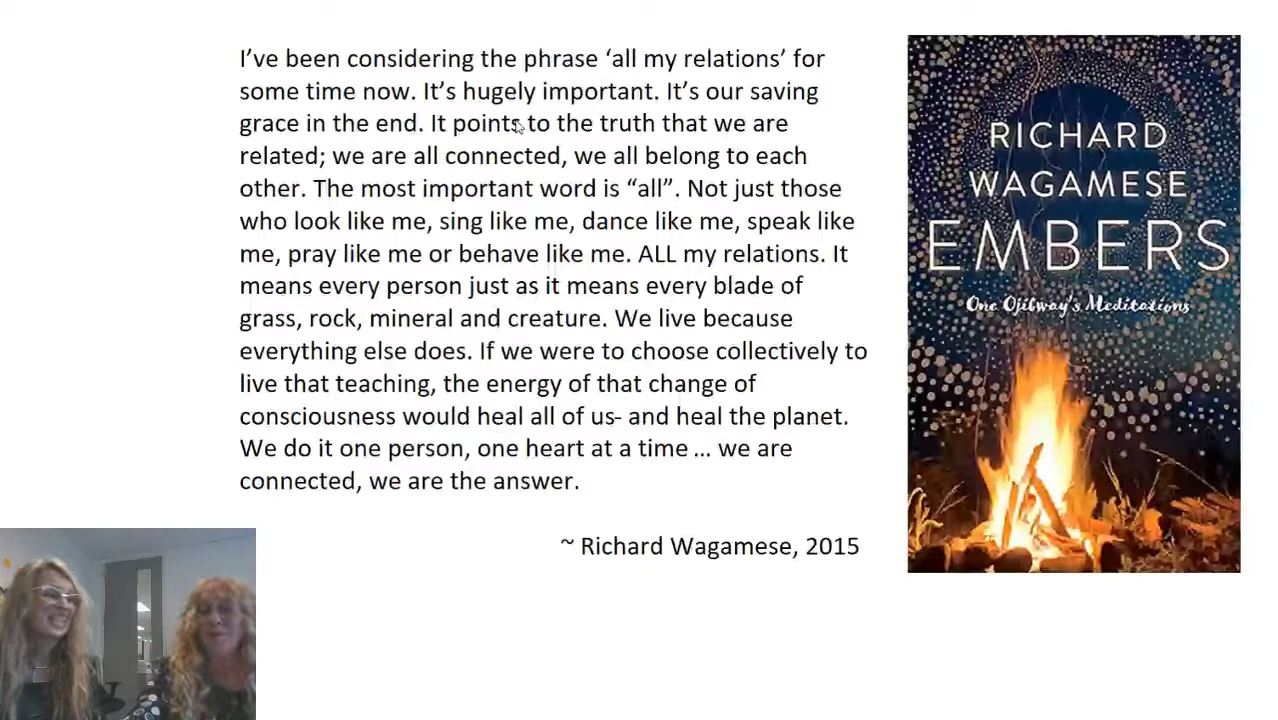 I’ve been considering the phrase ‘all my relations’ for
some time now. It’s hugely important. It’s our saving
grace in the end. It points to the truth that we are
related; we are all connected, we all belong to each
other. The most important word is “all”. Not just those
who look like me, sing like me, dance like me, speak like
me, pray like me or behave like me. ALL my relations. It
means every person just as it means every blade of
grass, rock, mineral and creature. We live because
everything else does. If we were to choose collectively to
live that teaching, the energy of that change of
consciousness would heal all of us- and heal the planet.
We do it one person, one heart at a time … we are
connected, we are the answer.
~ Richard Wagamese, 2015
RICHARD
WAGAMESE
EMBERS
One Ojibway's Meditations